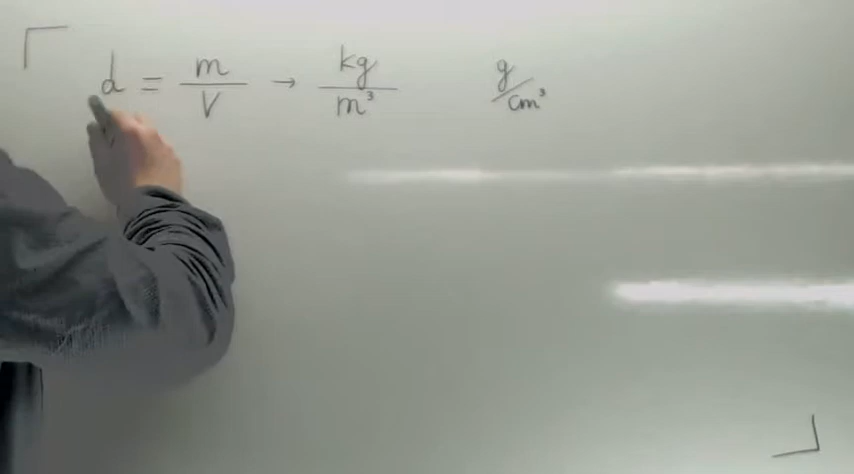 d = m/V → kg/m³ g/cm³